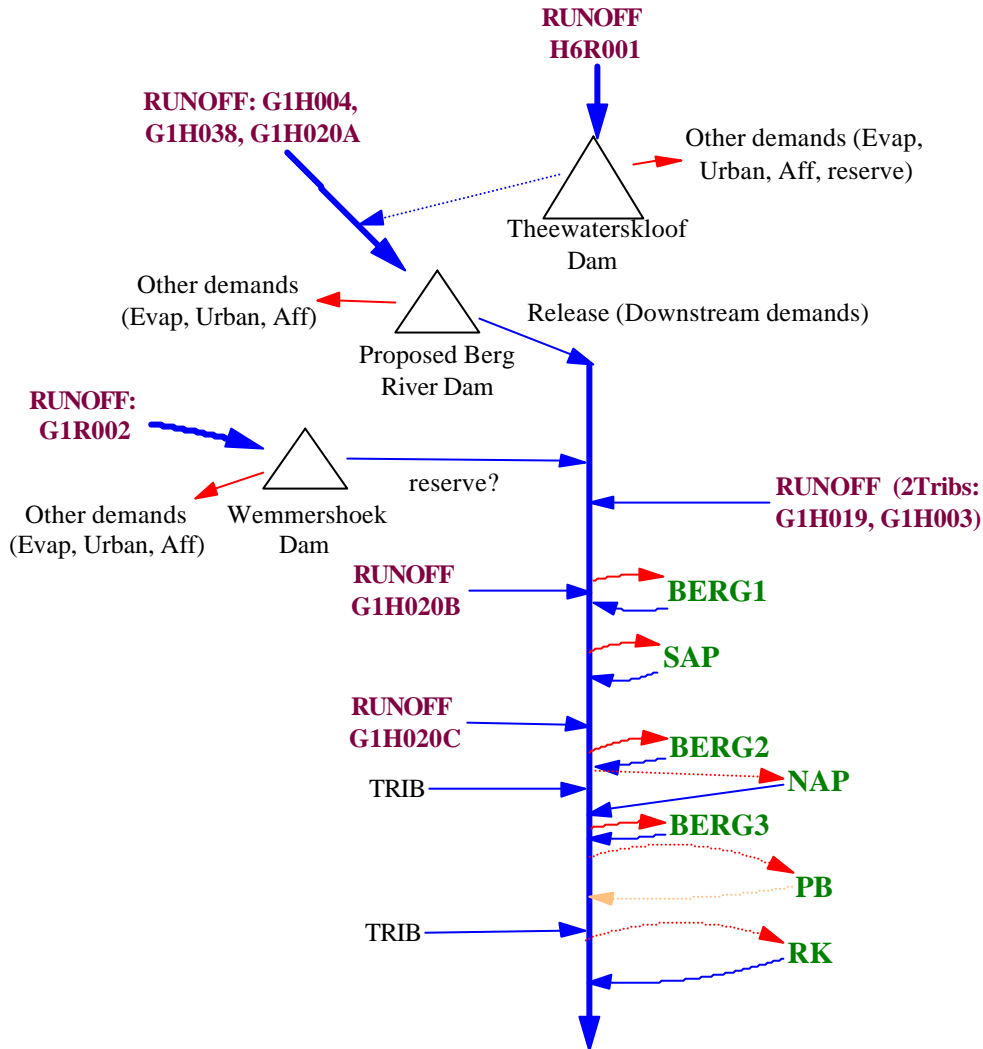 RUNOFF
H6R001
RUNOFF: G1H004,
G1H038, G1H020A
Other demands (Evap,
Urban, Aff, reserve)
Theewaterskloof
Dam
Other demands
(Evap, Urban, Aff)
Release (Downstream demands)
Proposed Berg
River Dam
RUNOFF:
G1R002
reserve?
RUNOFF (2Tribs:
G1H019, G1H003)
Other demands
(Evap, Urban, Aff)
Wemmershoek
Dam
RUNOFF
G1H020B
BERG1
SAP
RUNOFF
G1H020C
BERG2
TRIB
NAP
BERG3
PB
TRIB
RK